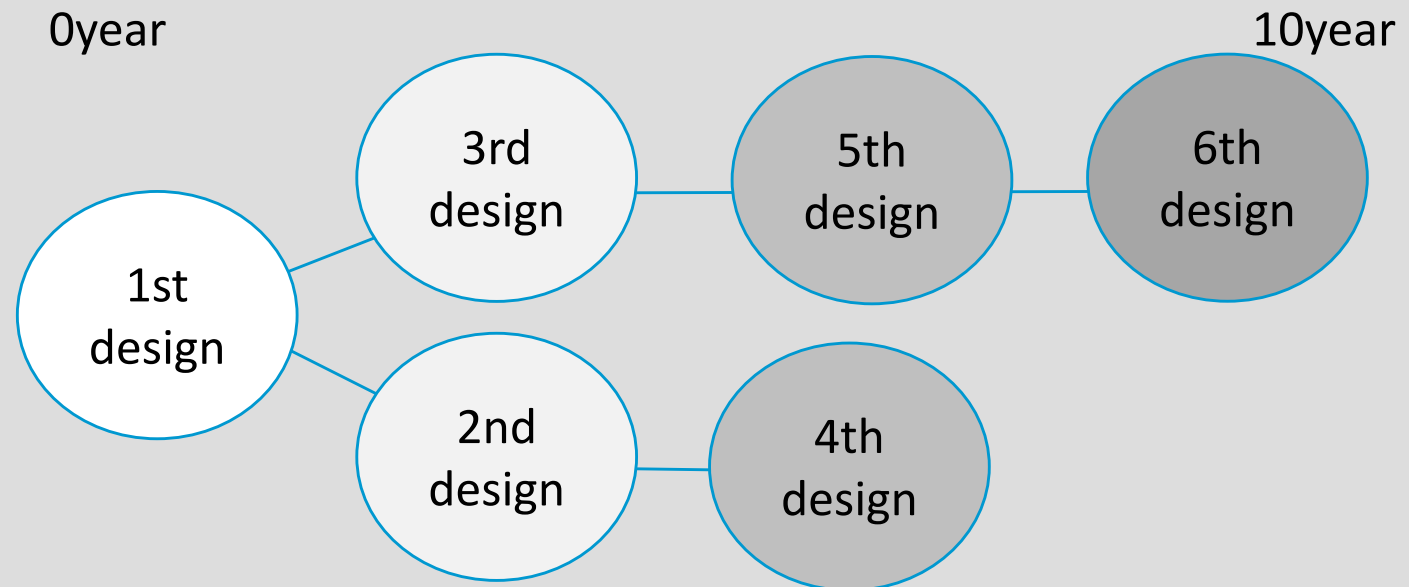 0year
10year
3rd
design
5th
design
6th
design
1st
design
2nd
design
4th
design